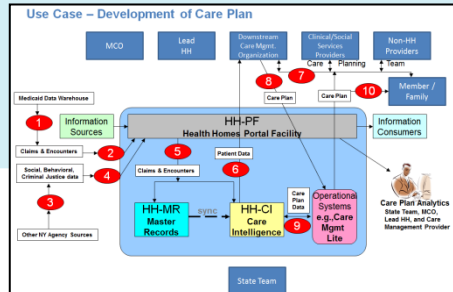 Use Case – Development of Care Plan
MCO
Lead
HH
Downstream
Care Mgmt.
Organization
Clinical/Social
Services
Providers
Non-HH
Providers
8
7
Care Planning Team
Medicaid Data Warehouse
Care Plan
Care Plan
10
Member /
Family
1
Information
Sources
HH-PF
Health Homes Portal Facility
Information
Consumers
Claims & Encounters
2
5
Patient Data
Social, Behavioral,
Criminal Justice data
4
Claims & Encounters
6
3
HH-MR
Master
Records
sync
HH-CI
Care
Intelligence
Care
Plan
Data
9
Operational
Systems
e.g.,Care
Mgmt
Lite
Care Plan Analytics
State Team, MCO,
Lead HH, and Care
Management Provider
Other NY Agency Sources
State Team